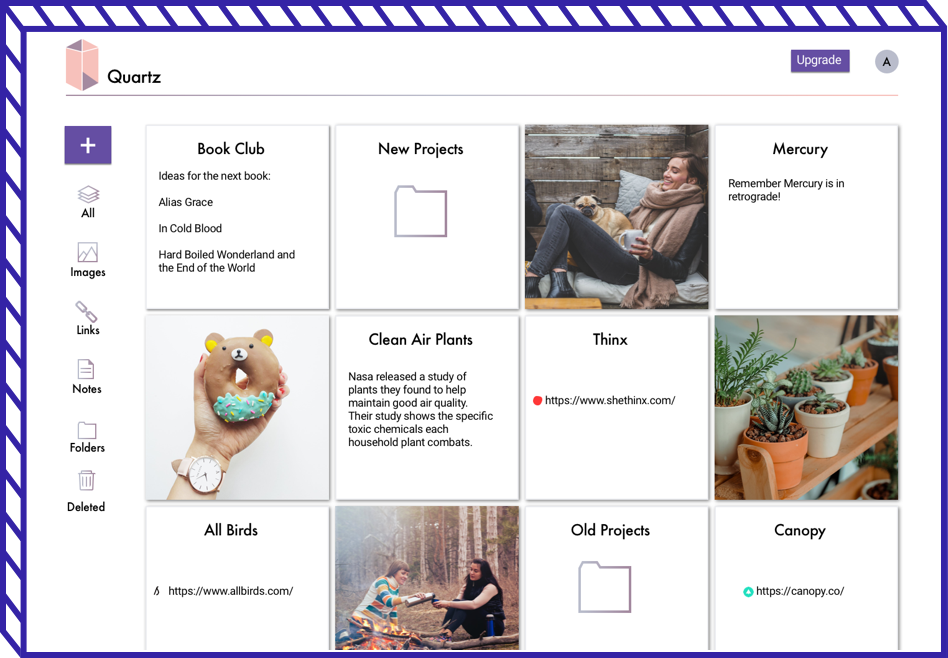 Quartz
Upgrade
A
+
All
Images
Links
Notes
Folders
Deleted
Book Club
Ideas for the next book:
Alias Grace
In Cold Blood
Hard Boiled Wonderland and
the End of the World
New Projects
Mercury
Remember Mercury is in
retrograde!
Clean Air Plants
Nasa released a study of
plants they found to help
maintain good air quality.
Their study shows the specific
toxic chemicals each
household plant combats.
Thinx
https://www.shethinx.com/
All Birds
https://www.allbirds.com/
Old Projects
Canopy
https://canopy.co/